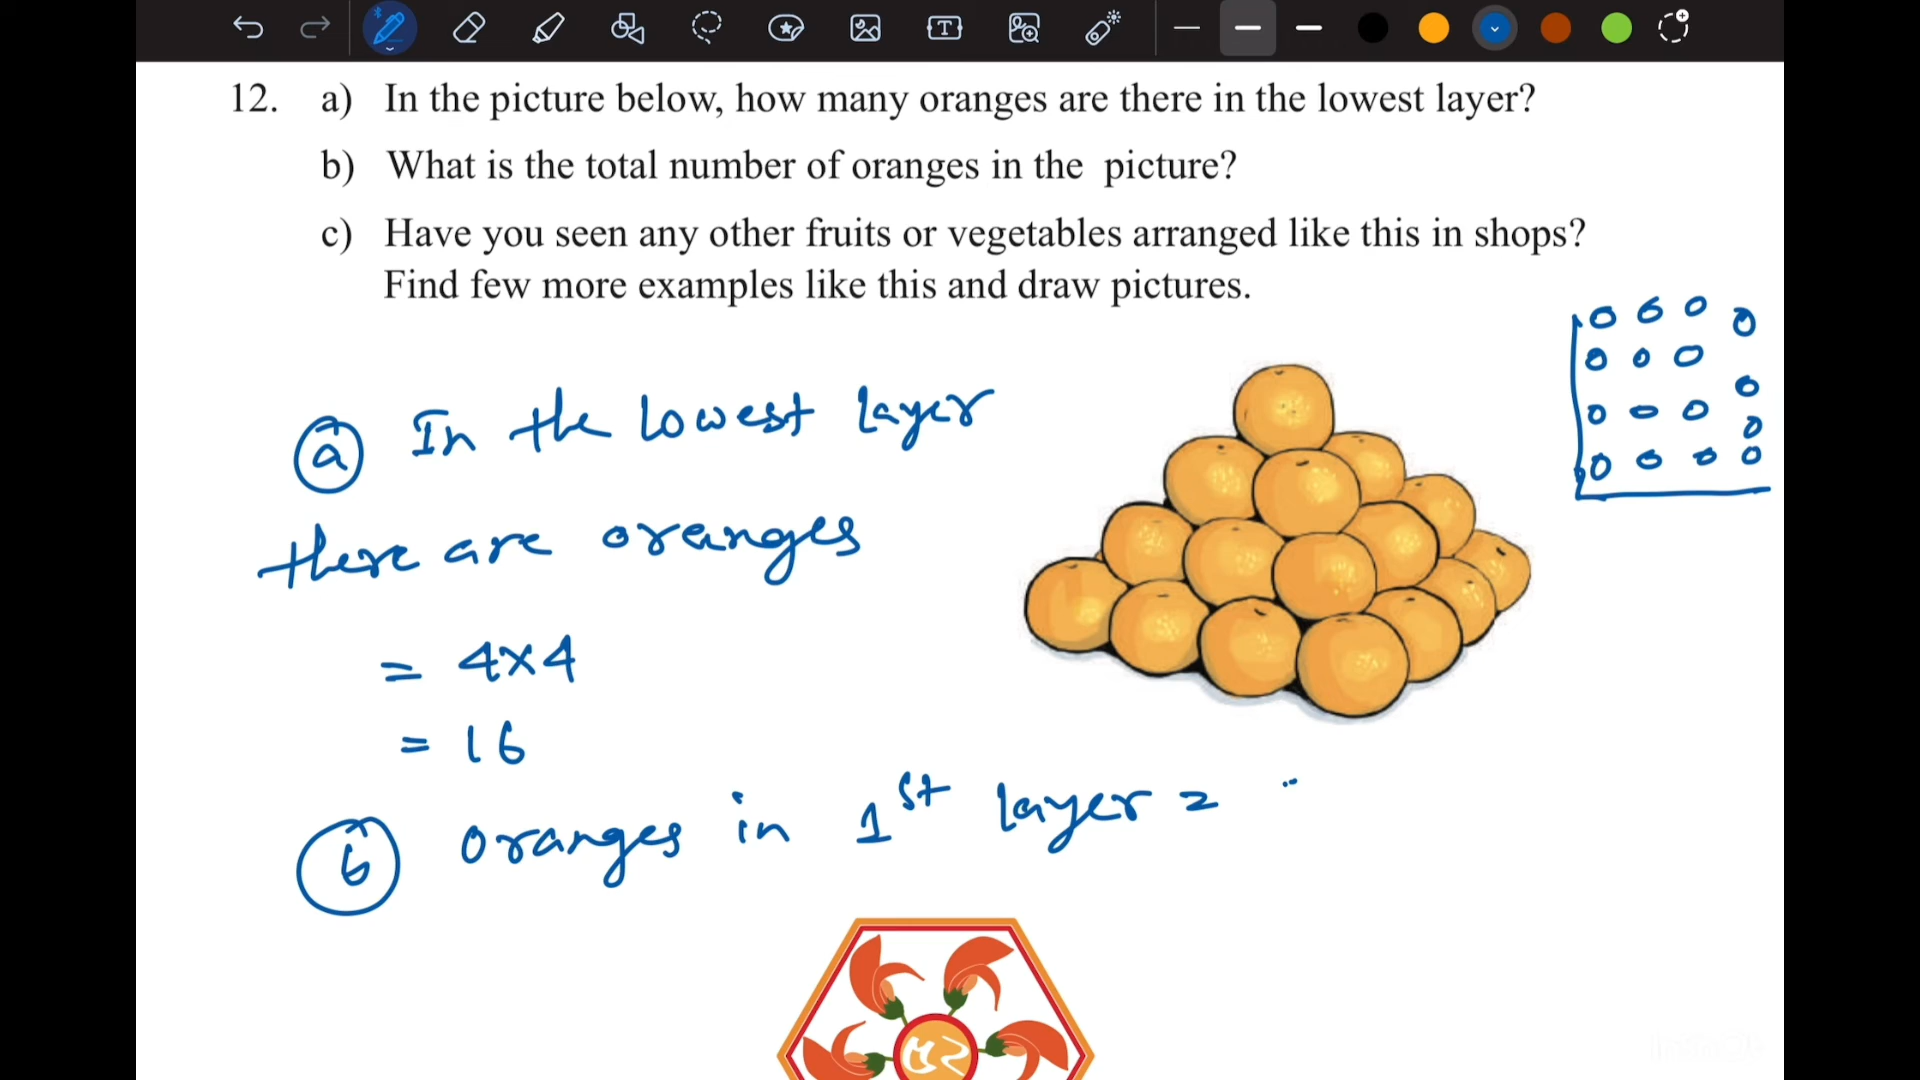 12. a) In the picture below, how many oranges are there in the lowest layer?
b) What is the total number of oranges in the picture?
c) Have you seen any other fruits or vegetables arranged like this in shops?
Find few more examples like this and draw pictures.
a In the lowest layer
there are oranges
= 4×4
= 16
b oranges in 1st layer =